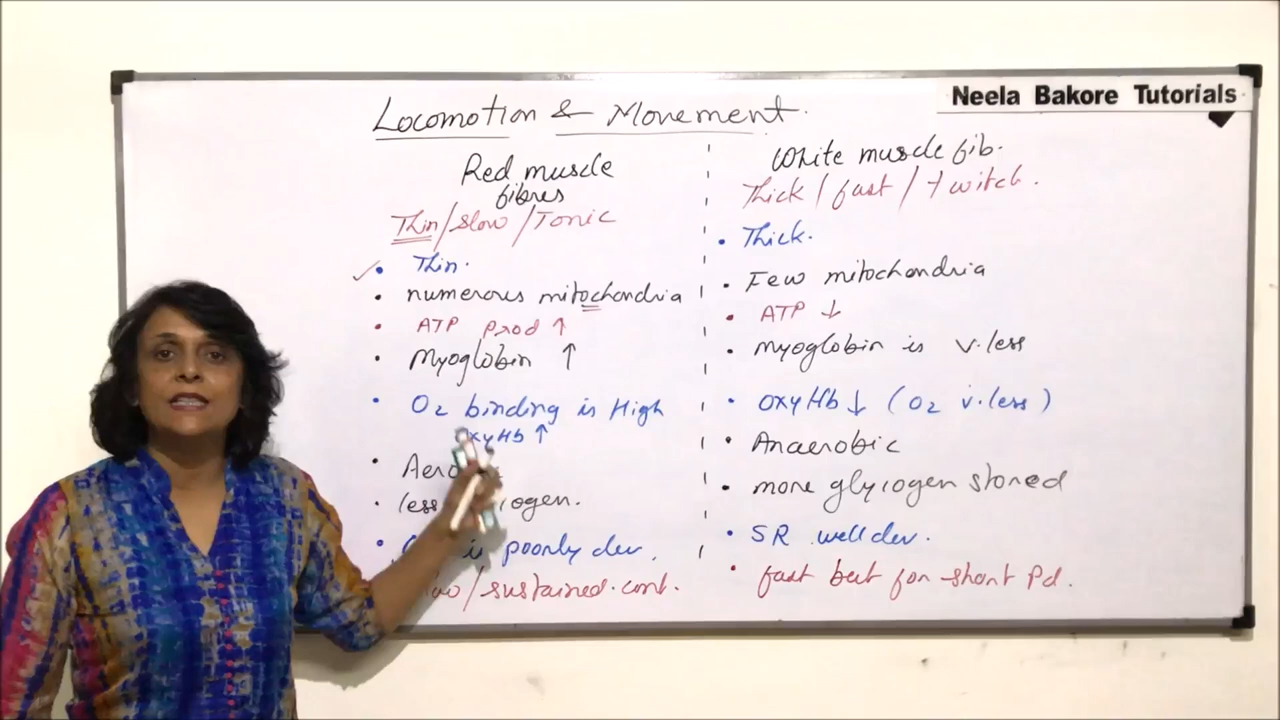 Neela Bakore Tutorials
Locomotion & Movement.
Red muscle
fibres
Thin/Slow/Tonic
• Thin.
• numerous mitochondria
• ATP Prod ↑
• Myoglobin ↑
• O2 binding is High
OxyHb ↑
•
• less
• is poorly dev.
/sustained.cont.
White muscle fib.
Thick/fast/twitch.
• Thick.
• Few mitochondria
• ATP ↓
• Myoglobin is v.less
• OxyHb ↓ (O2 v.less)
• Anaerobic
• more glycogen stored
• SR well dev.
• fast but for short Pd.